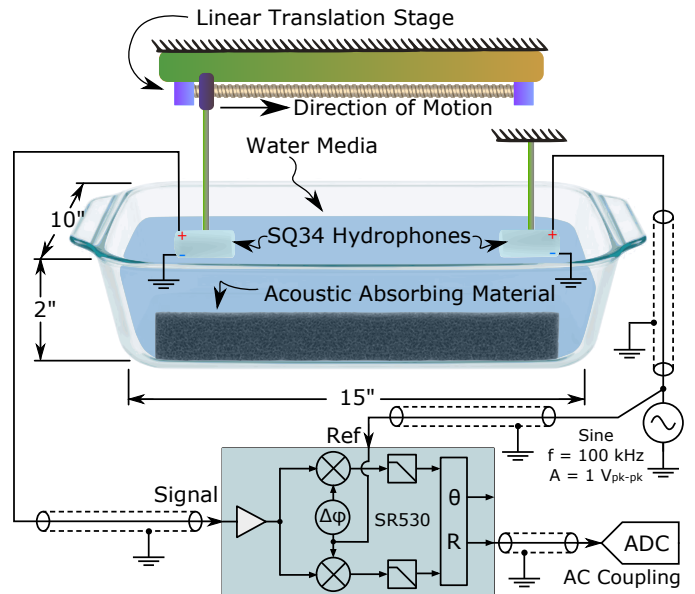 Linear Translation Stage
Direction of Motion
Water Media
10"
+
+
SQ34 Hydrophones
-
-
2"
Acoustic Absorbing Material
15"
Ref
Sine
f = 100 kHz
A = 1 Vpk-pk
Signal
Δφ
SR530
θ
R
ADC
AC Coupling